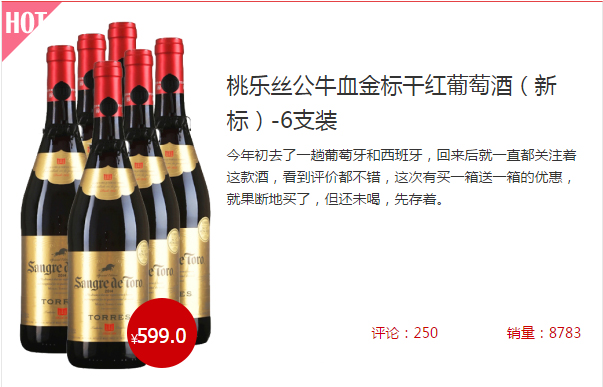 HOT
桃乐丝公牛血金标干红葡萄酒（新
标）-6支装
今年初去了一趟葡萄牙和西班牙，回来后就一直都关注着
这款酒，看到评价都不错，这次有买一箱送一箱的优惠，
就果断地买了，但还未喝，先存着。
Sangre de Toro
TORRES
¥599.0
评论：250
销量：8783